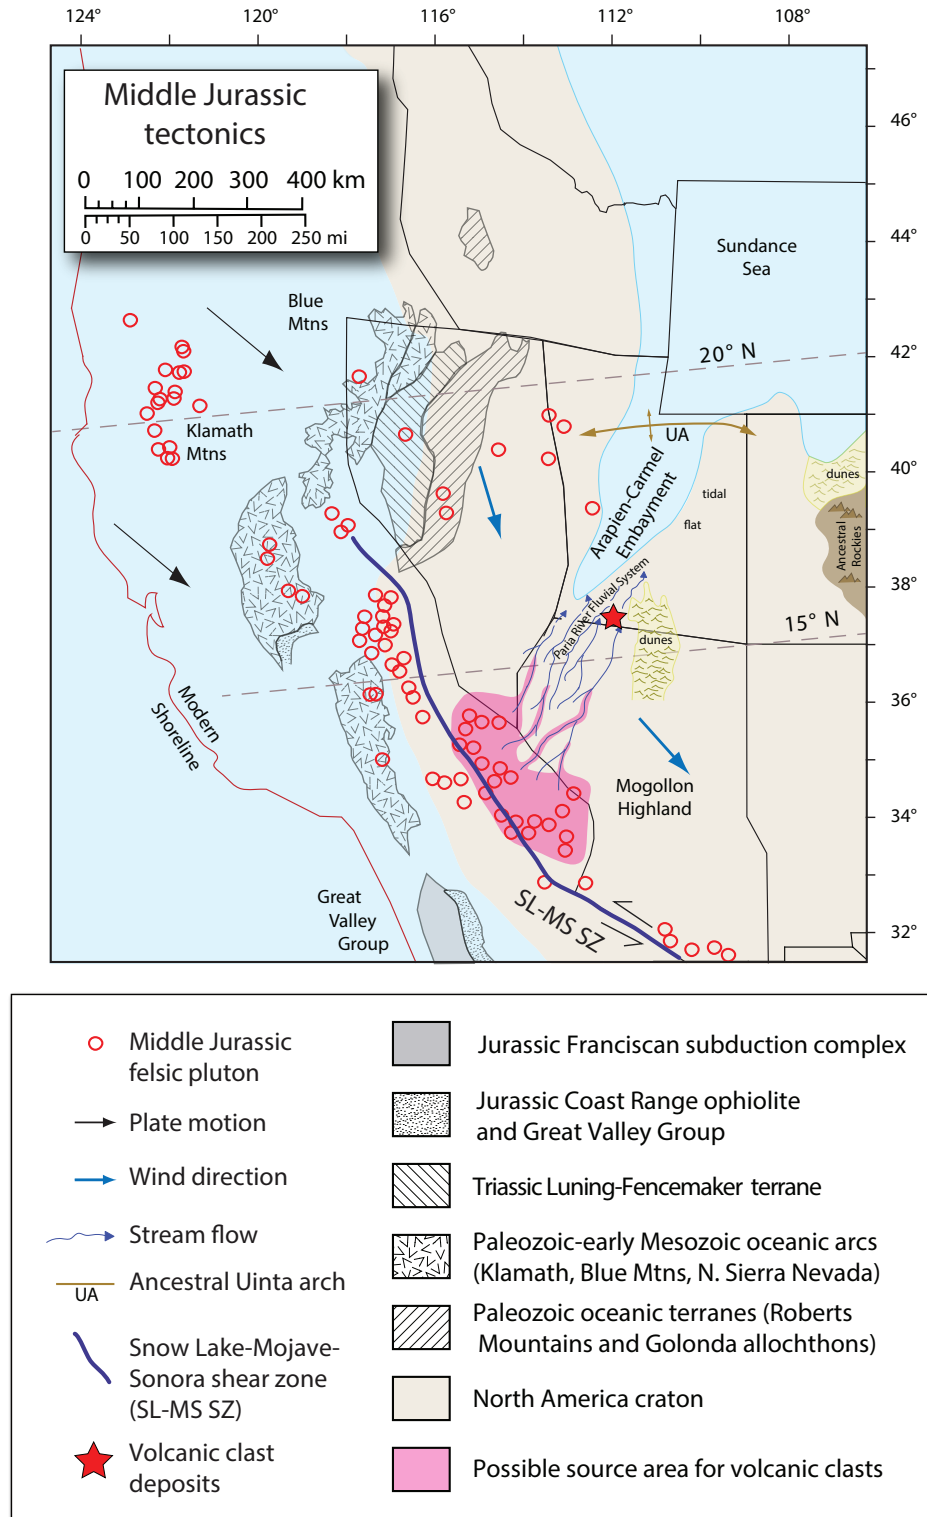 124°
120°
116°
112°
108°
Middle Jurassic
tectonics
0 100 200 300 400 km
0 50 100 150 200 250 mi
46°
44°
42°
40°
38°
36°
34°
32°
Sundance
Sea
Blue
Mtns
20° N
Klamath
Mtns
UA
Arapien-Carmel
Embayment
tidal
flat
dunes
Ancestral
Rockies
Paria River Fluvial System
15° N
dunes
Modern
Shoreline
Mogollon
Highland
Great
Valley
Group
SL-MS SZ
Middle Jurassic
felsic pluton
Plate motion
Wind direction
Stream flow
Ancestral Uinta arch
UA
Snow Lake-Mojave-
Sonora shear zone
(SL-MS SZ)
Volcanic clast
deposits
Jurassic Franciscan subduction complex
Jurassic Coast Range ophiolite
and Great Valley Group
Triassic Luning-Fencemaker terrane
Paleozoic-early Mesozoic oceanic arcs
(Klamath, Blue Mtns, N. Sierra Nevada)
Paleozoic oceanic terranes (Roberts
Mountains and Golonda allochthons)
North America craton
Possible source area for volcanic clasts